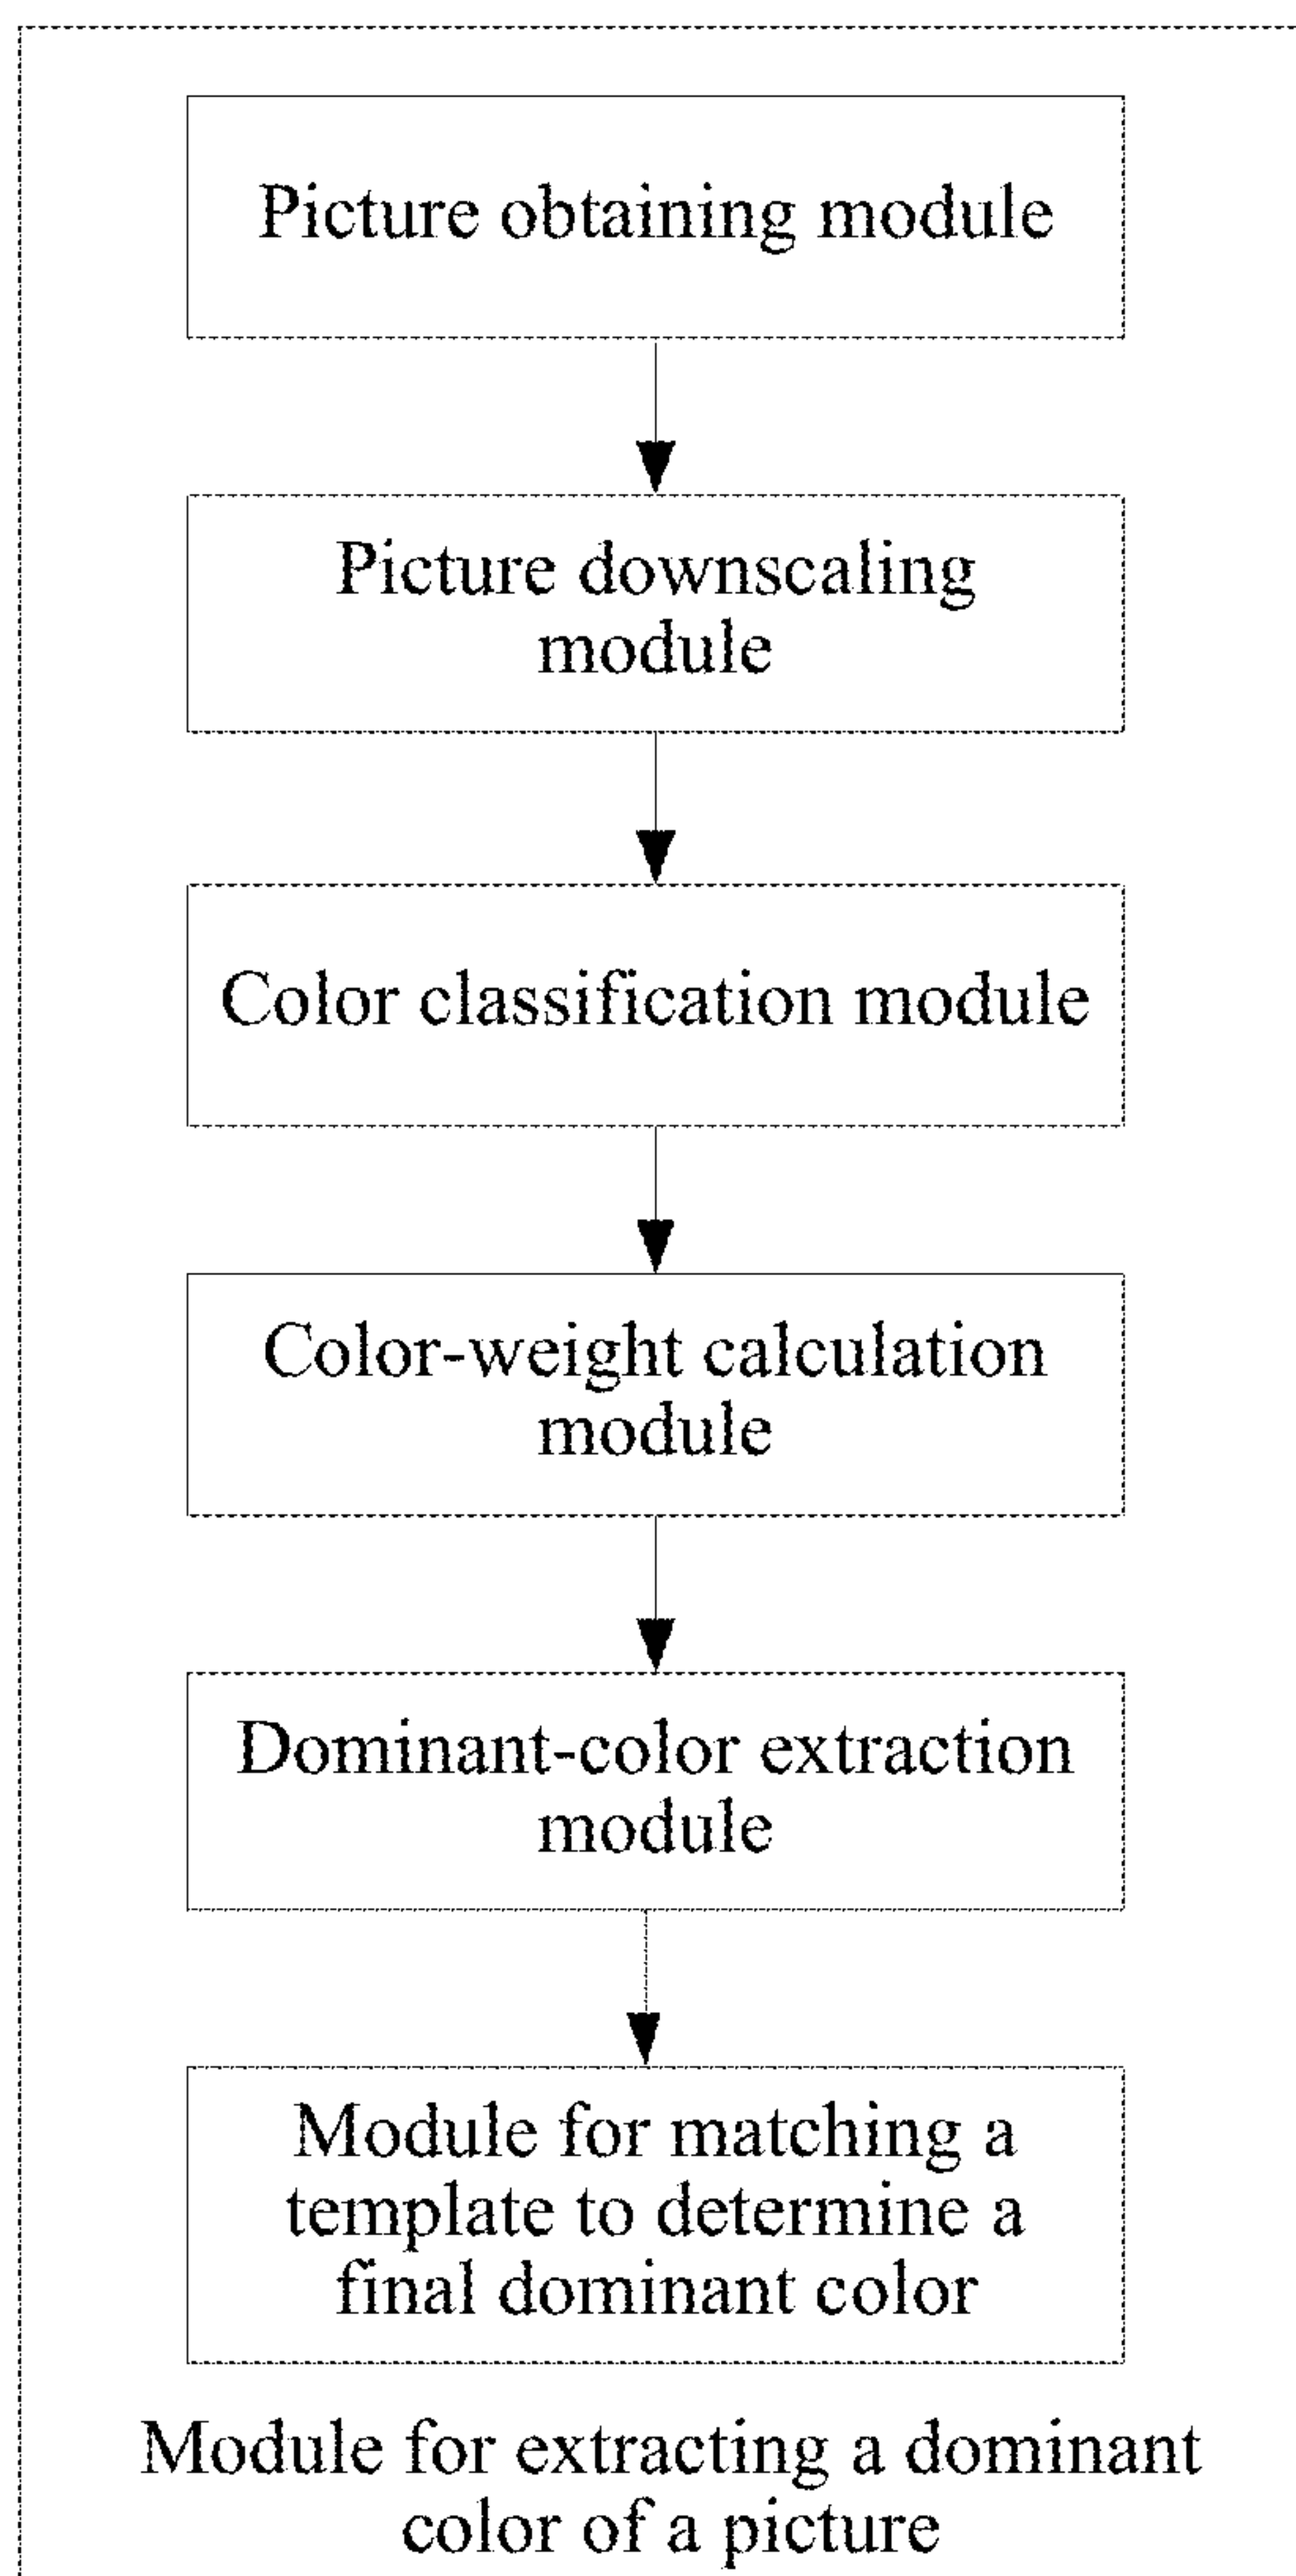 Picture obtaining module
Picture downscaling
module
Color classification module
Color-weight calculation
module
Dominant-color extraction
module
Module for matching a
template to determine a
final dominant color
Module for extracting a dominant
color of a picture